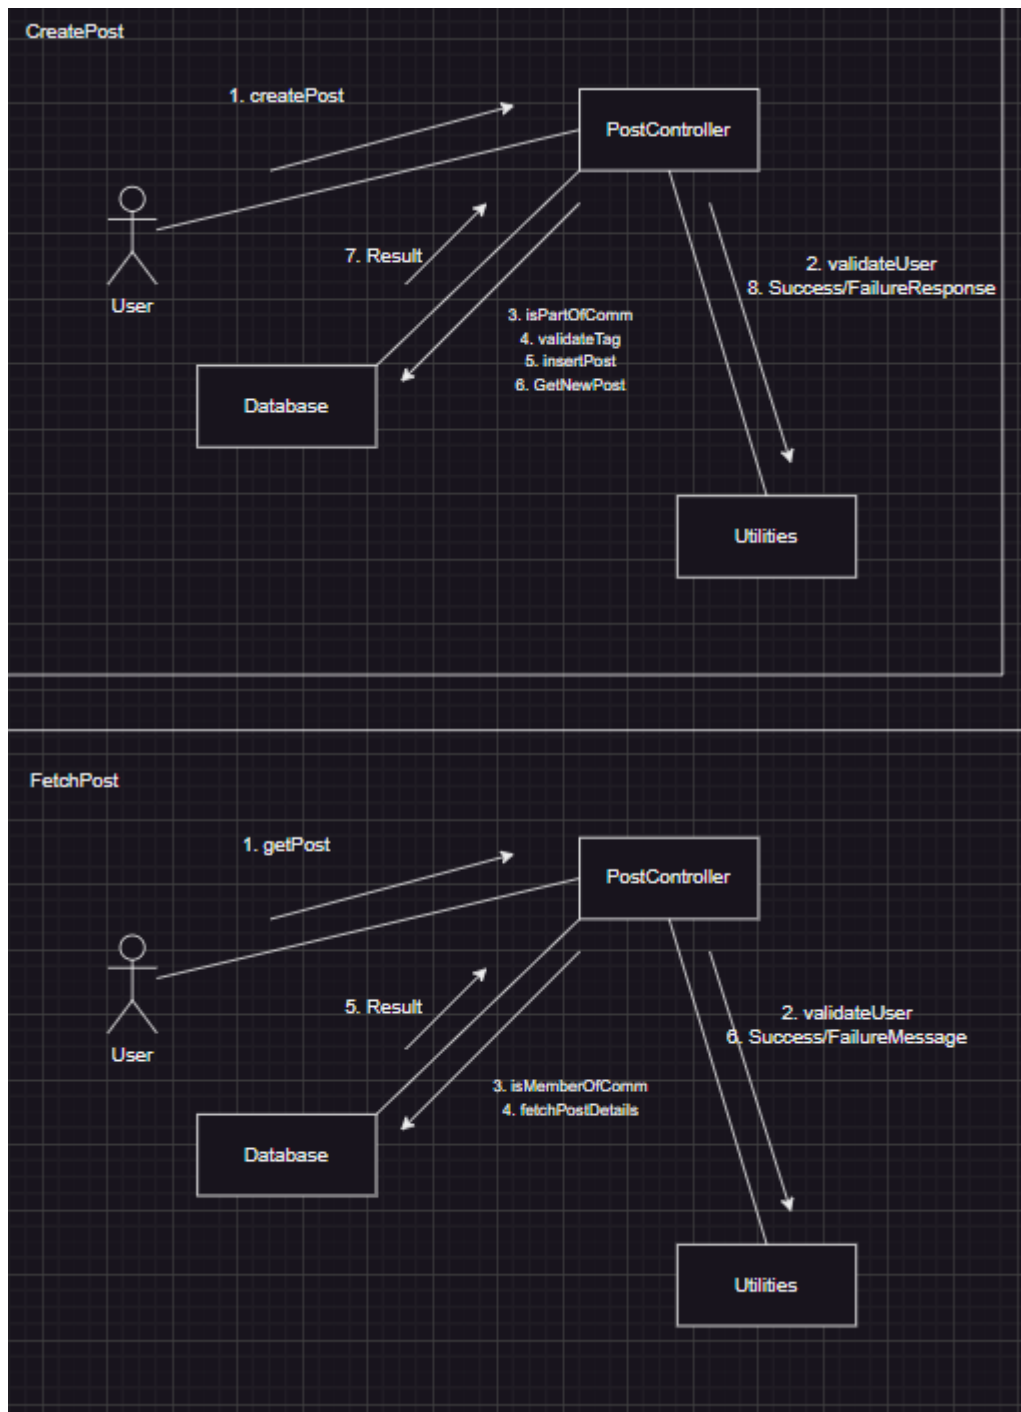 CreatePost
1. createPost
PostController
7. Result
2. validateUser
8. Success/FailureResponse
User
3. isPartOfComm
4. validateTag
5. insertPost
6. GetNewPost
Database
Utilities
FetchPost
1. getPost
PostController
5. Result
2. validateUser
6. Success/FailureMessage
User
3. isMemberOfComm
4. fetchPostDetails
Database
Utilities